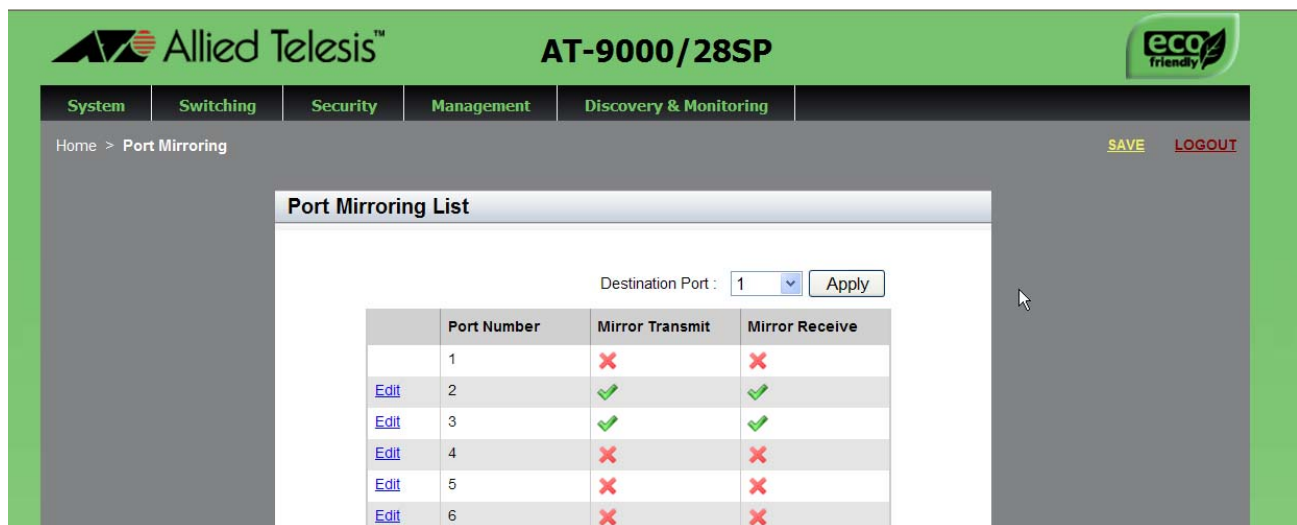 Allied Telesis™
AT-9000/28SP
eco
friendly
System Switching Security Management Discovery & Monitoring
Home > Port Mirroring
SAVE LOGOUT
Port Mirroring List
Destination Port : 1 Apply
Port Number Mirror Transmit Mirror Receive
1
Edit 2
Edit 3
Edit 4
Edit 5
Edit 6